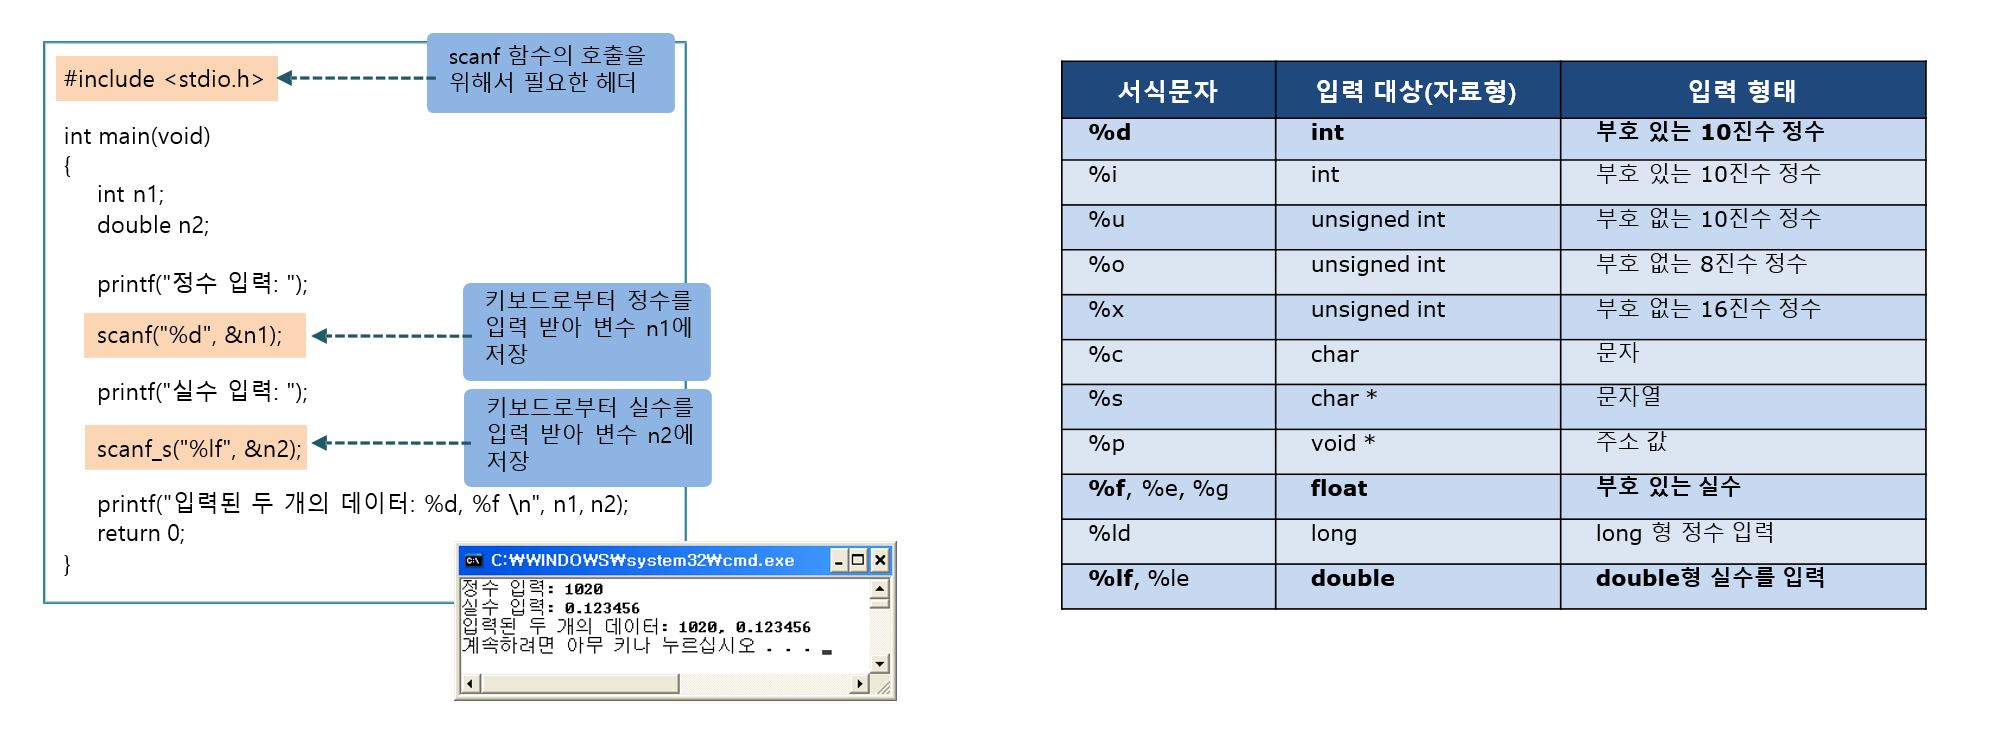 #include <stdio.h>
scanf 함수의 호출을
위해서 필요한 헤더
int main(void)
{
int n1;
double n2;
printf("정수 입력: ");
scanf("%d", &n1);
키보드로부터 정수를
입력 받아 변수 n1에
저장
printf("실수 입력: ");
scanf_s("%lf", &n2);
키보드로부터 실수를
입력 받아 변수 n2에
저장
printf("입력된 두 개의 데이터: %d, %f \n", n1, n2);
return 0;
}
C:\WINDOWS\system32\cmd.exe
정수 입력: 1020
실수 입력: 0.123456
입력된 두 개의 데이터: 1020, 0.123456
계속하려면 아무 키나 누르십시오 . . .
서식문자 입력 대상(자료형) 입력 형태
%d int 부호 있는 10진수 정수
%i int 부호 있는 10진수 정수
%u unsigned int 부호 없는 10진수 정수
%o unsigned int 부호 없는 8진수 정수
%x unsigned int 부호 없는 16진수 정수
%c char 문자
%s char * 문자열
%p void * 주소 값
%f, %e, %g float 부호 있는 실수
%ld long long 형 정수 입력
%lf, %le double double형 실수를 입력